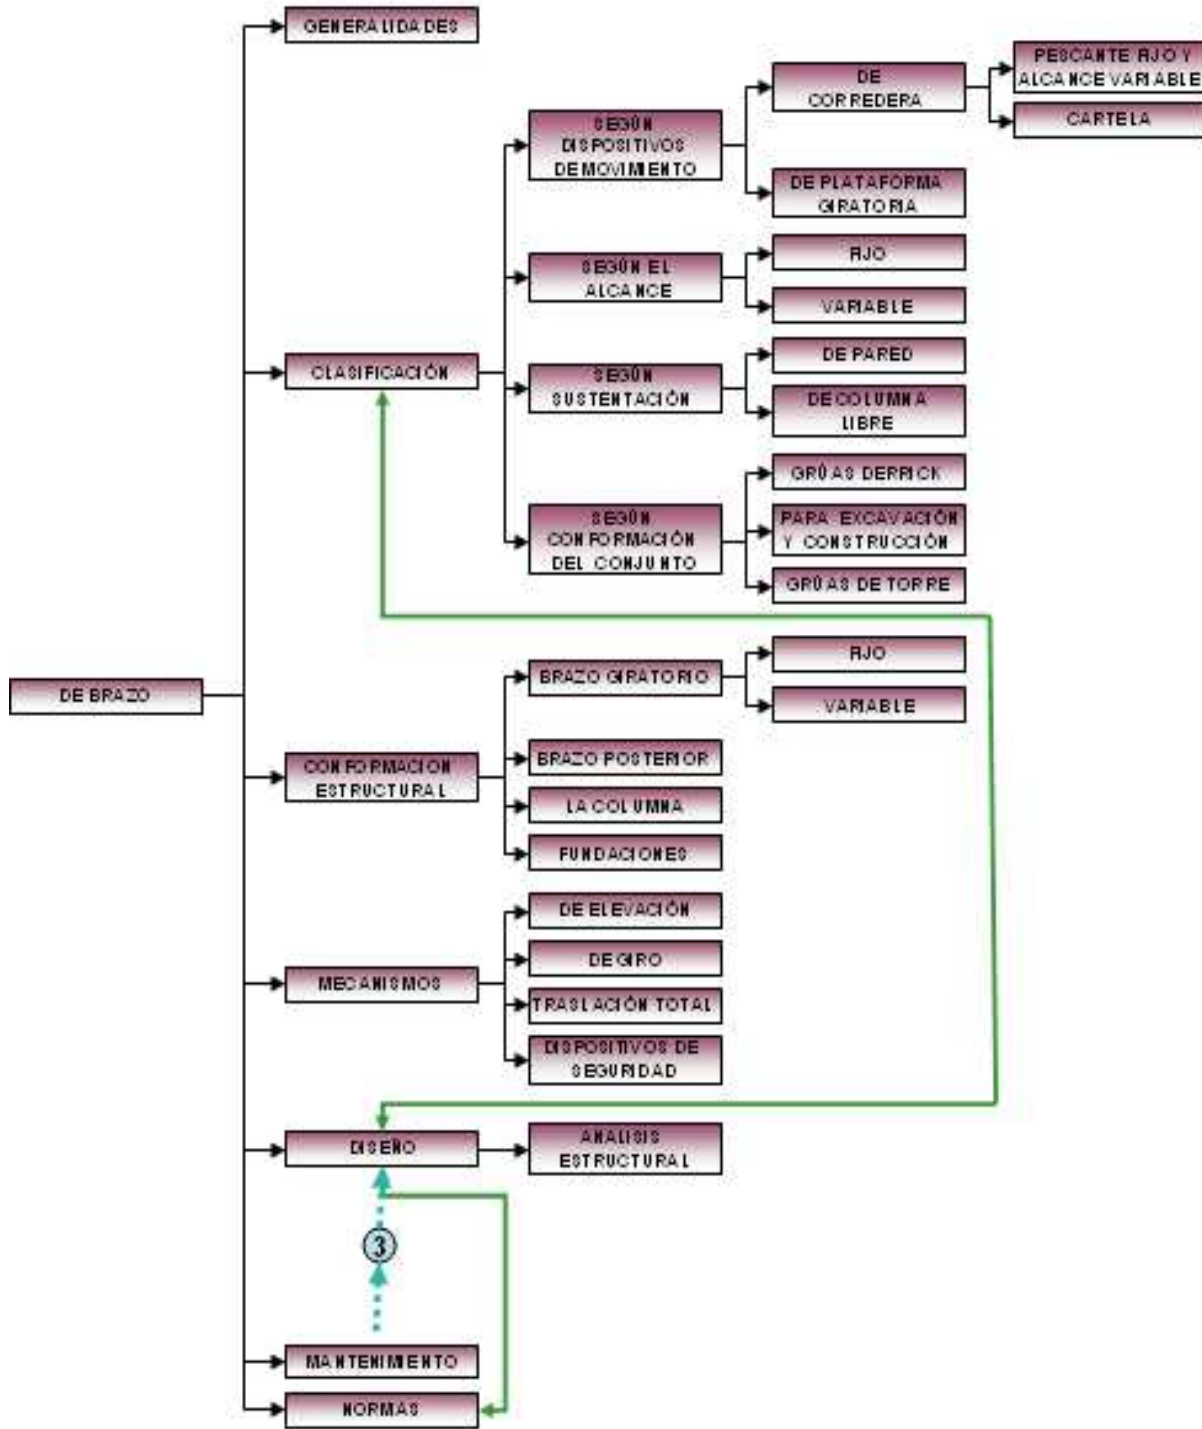 GENERALIDADES
PESCANTE FIJO Y
ALCANCE VARIABLE
DE
CORREDERA
CARTELA
SEGÚN
DISPOSITIVOS
DE MOVIMIENTO
DE PLATAFORMA
GIRATORIA
SEGÚN EL
ALCANCE
FIJO
VARIABLE
CLASIFICACIÓN
SEGÚN
SUSTENTACIÓN
DE PARED
DE COLUMNA
LIBRE
SEGÚN
CONFORMACIÓN
DEL CONJUNTO
GRÚAS DERRICK
PARA EXCAVACIÓN
Y CONSTRUCCIÓN
GRÚAS DE TORRE
DE BRAZO
BRAZO GIRATORIO
FIJO
VARIABLE
CONFORMACION
ESTRUCTURAL
BRAZO POSTERIOR
LA COLUMNA
FUNDACIONES
MECANISMOS
DE ELEVACIÓN
DE GIRO
TRASLACIÓN TOTAL
DISPOSITIVOS DE
SEGURIDAD
DISEÑO
ANALISIS
ESTRUCTURAL
3
MANTENIMIENTO
NORMAS